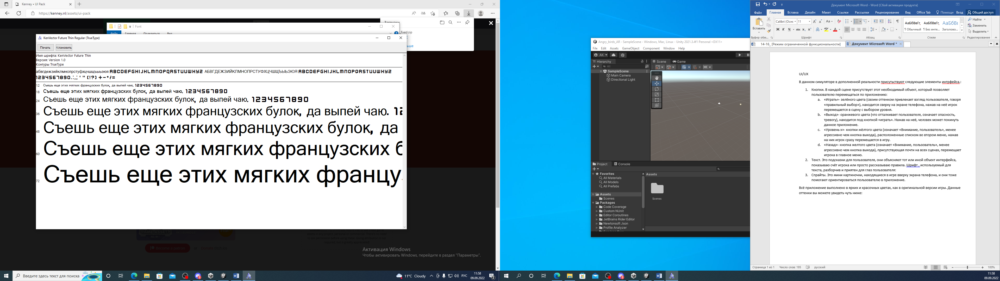 Kenney • UI Pack
https://kenney.nl/assets/ui-pack
Загрузки
fixed.zip
Font
Файл Главная Поделиться Вид
KenVector Future Thin Regular (TrueType)
Печать
Имя шрифта: KenVector Future Thin
Версия: Version 1.0
Контуры TrueType
абвгдежзийклмнопрстуфхцчшщъыьэюя ABCDEFGHIJKLMNOPQRSTUVWXYZ АБВГДЕЖЗИЙКЛМНОПРСТУФХЦЧШЩЪЫЬЭЮЯ ABCDEFGHIJKLMNOPQRSTUVWXYZ
1234567890.:,; ' " (!?) +-*/=
12 Съешь еще этих мягких французских булок, да выпей чаю. 1234567890
18 Съешь еще этих мягких французских булок, да выпей чаю. 1234567890
24 Съешь еще этих мягких французских булок, да выпей чаю. 1234567890
36 Съешь еще этих мягких французских булок, да выпей чаю. 12
48 Съешь еще этих мягких французских булок, да
60 Съешь еще этих мягких французских б
72 Съешь еще этих мягких францу
Become a patron
Активация Windows
Чтобы активировать Windows, перейдите в раздел "Параметры".
Введите здесь текст для поиска
11°C Cloudy
РУС
11:58
09.09.2022
2
Angry_birds_AR - SampleScene - Windows, Mac, Linux - Unity 2021.3.4f1 Personal <DX11>
File Edit Assets GameObject Component Window Help
AK
Hierarchy
All
SampleScene
Main Camera
Directional Light
Scene Game
Project Console
Favorites
All Materials
All Models
All Prefabs
Assets
Scenes
Packages
Code Coverage
Custom NUnit
Editor Coroutines
JetBrains Rider Editor
Newtonsoft Json
Profile Analyzer
Assets
Scenes
Документ Microsoft Word - Word (Сбой активации продукта)
Файл Главная Вставка Дизайн Макет Ссылки Рассылки Рецензирование Вид Office Tab Помощн Вход Общий доступ
Вставить
Calibri (Оснс 11
АаБбВвГг, АаБбВвГг, АаБбВı
¶ Обычный ¶ Без инте... Заголово...
Найти
Заменить
Выделить
Буфер обм... Шрифт Абзац Стили Редактирование
14-16_ [Режим ограниченной функциональности] Документ Microsoft Word *
UI/UX
В данном симуляторе в дополненной реальности присутьствуют следующие элементы интрфейса.:
1. Кнопки. В каждой сцене присутствует этот необходимый объект, который позволяет
пользователю перемещаться по приложению:
a. «Играть»- зелёного цвета (своим оттенком привлекает взгляд пользователя, говоря
«правильный выбор»), находится сверху на экране телефона, нажав на неё игрок
перемещается в сцену с выбором уровня.
b. «Выход»- оранжевого цвета (что отталкивает пользователя, означает опасность,
тревогу), находится под кнопкой «играть». Нажав на неё, человек может покинуть
данное приложение.
c. «Уровень х»- кнопки жёлтого цвета (означает «Внимание, пользователь», менее
агрессивно чем кнопка выхода), расположенные списком во втором меню, нажав
на них игрок сразу перемещается в игру.
d. «Назад»- кнопка желтого цвета (означает «Внимание, пользователь», менее
агрессивно чем кнопка выхода), присутствующая почти на всех сценах, перемещает
игрока в главное меню.
2. Текст. Это подсказки для пользователя, они объясняют тот или иной объект интерфейса,
показываю счёт игрока или просто рассказываю правила. Шрифт , используемый для
текста, разборчив и приятен для глаз пользователя:
3. Спрайты. Это мини картиночки, находящиеся в игре вверху экрана телефона, и они тоже
помогают ориентироваться пользователю в приложение.
Всё приложение выполнено в ярких и красочных цветах, как в оригинальной версии игры. Данные
оттенки вы можете увидеть чуть ниже:
Страница 1 из 1 Число слов: 195 русский
100%
11:58
09.09.2022